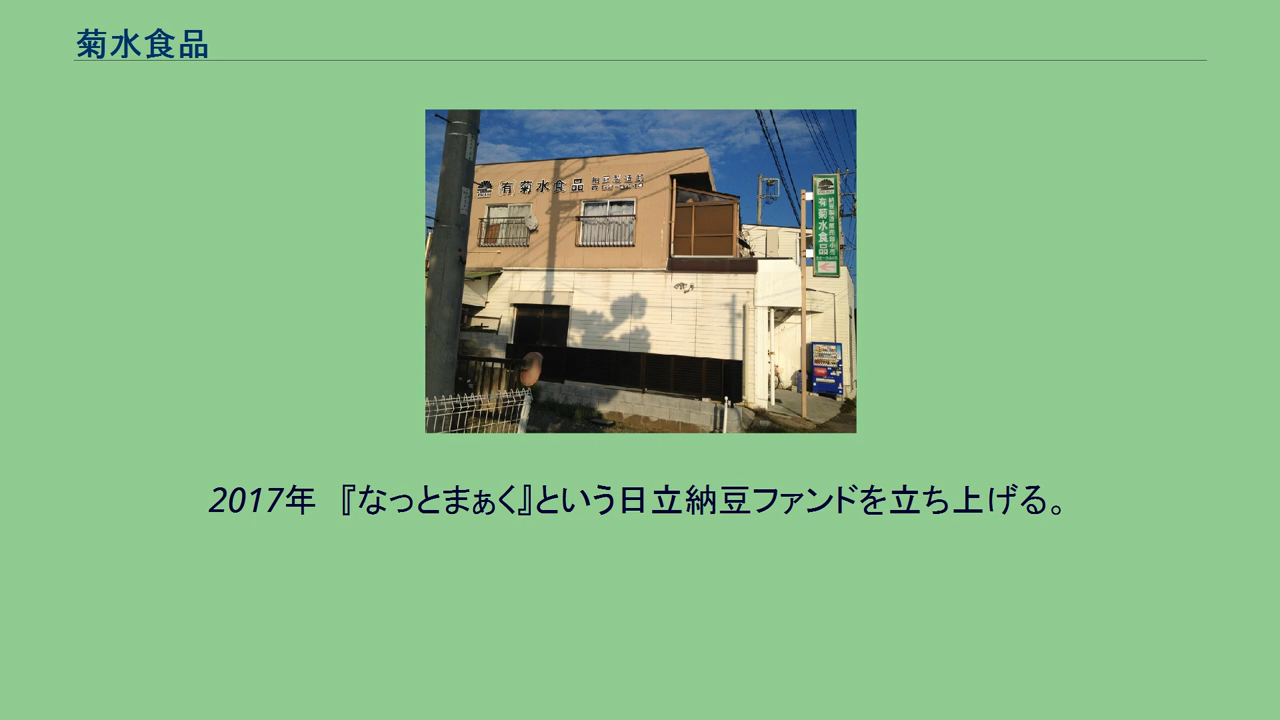 菊水食品
有 菊水食品
有菊水食品
2017年　『なっとまぁく』という日立納豆ファンドを立ち上げる。